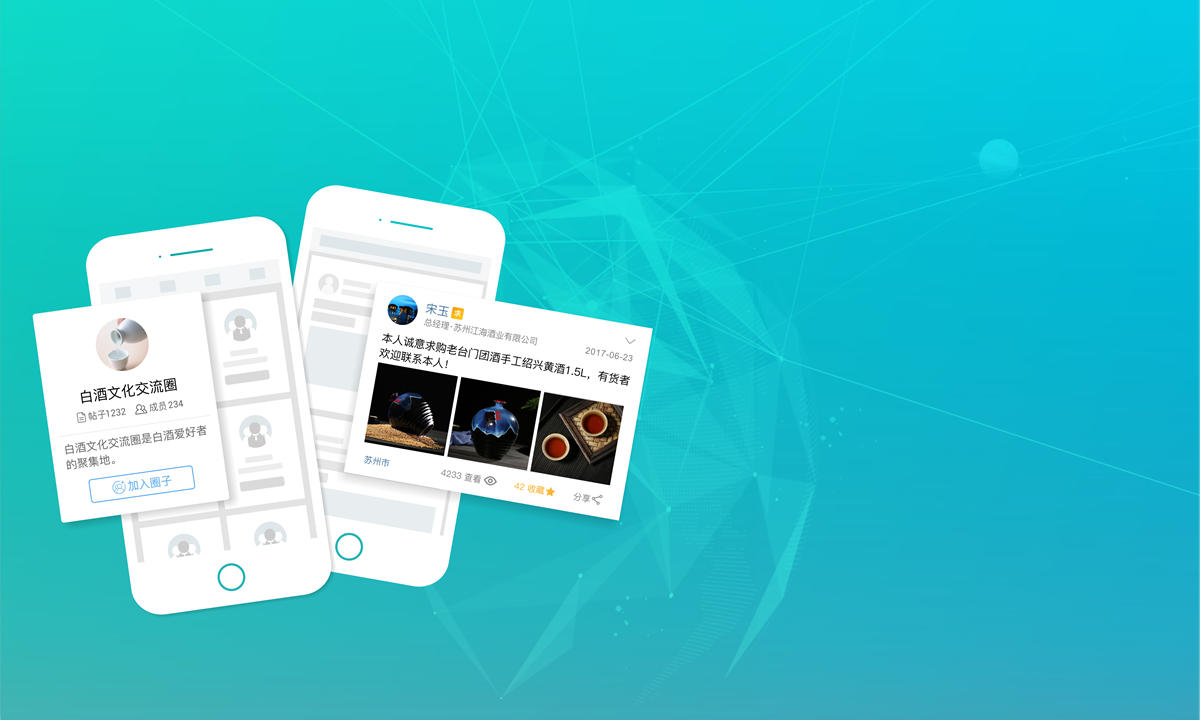 白酒文化交流圈
帖子1232 成员234
白酒文化交流圈是白酒爱好者
的聚集地。
加入圈子
宋玉 求
总经理·苏州江海酒业有限公司
2017-06-23
本人诚意求购老台门团酒手工绍兴黄酒1.5L，有货者
欢迎联系本人！
苏州市
4233 查看
42 收藏
分享